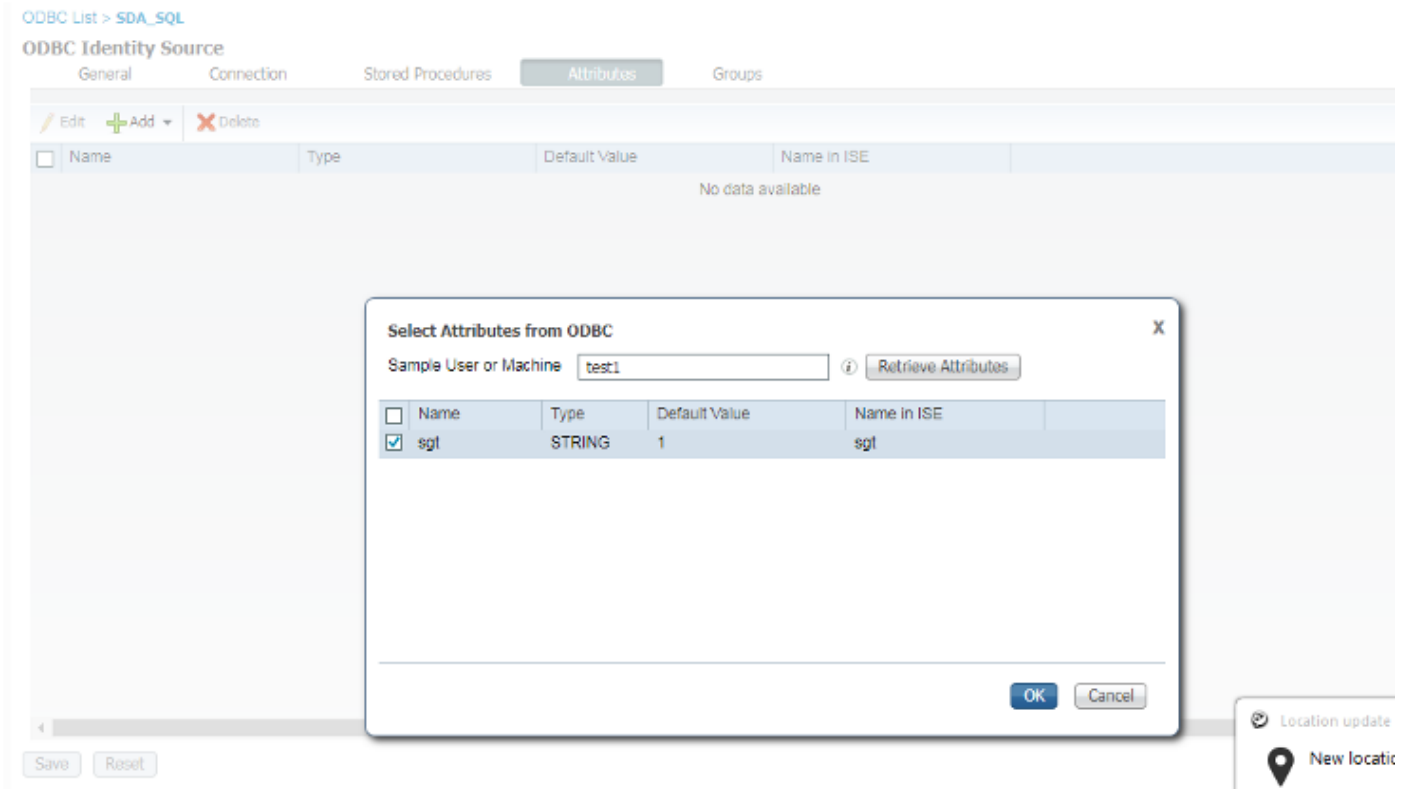 ODBC List > SDA_SQL
ODBC Identity Source
General Connection Stored Procedures Attributes Groups
Edit Add Delete
Name Type Default Value Name in ISE
No data available
Select Attributes from ODBC X
Sample User or Machine test1 i Retrieve Attributes
Name Type Default Value Name in ISE
sgt STRING 1 sgt
OK Cancel
Location update
Save Reset
New locatio